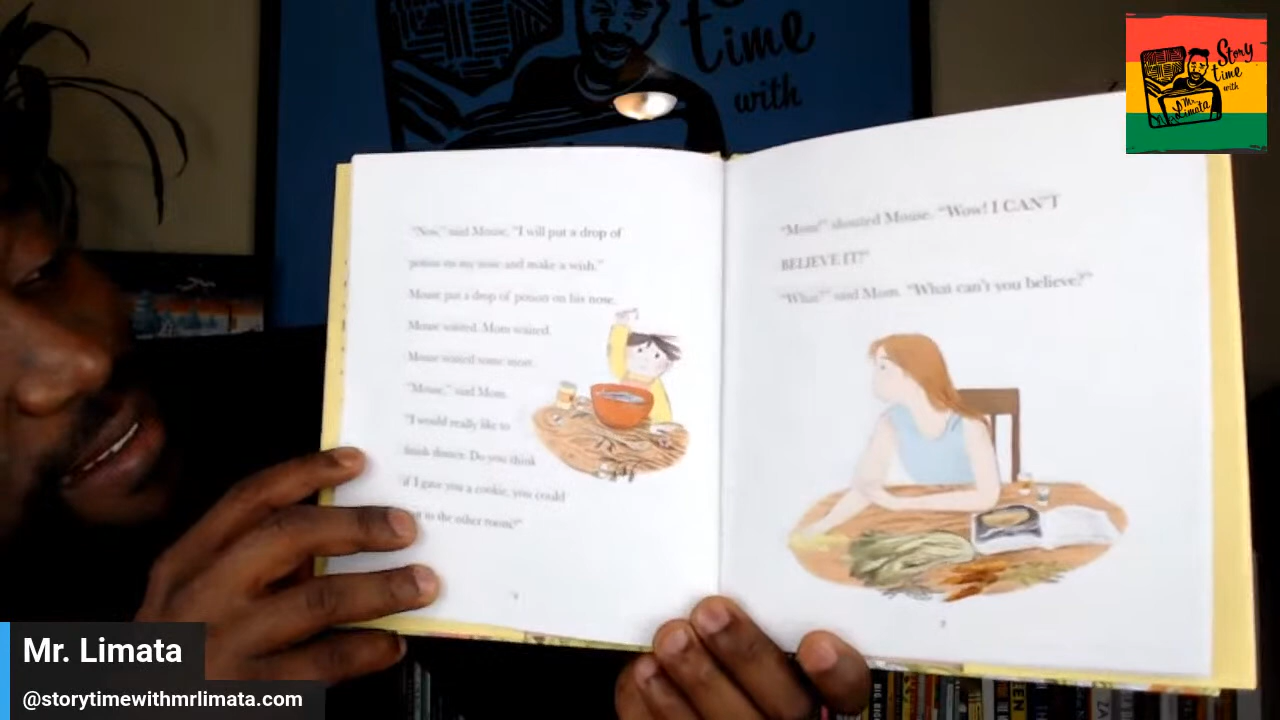 time
with
Story
time
with
Mr.
Limata
"Now," said Mouse, "I will put a drop of
potion on my nose and make a wish."
Mouse put a drop of potion on his nose.
Mouse waited. Mom waited.
Mouse waited some more.
"Mouse," said Mom.
"I would really like to
finish dinner. Do you think
if I gave you a cookie, you could
in the other room?"
"Mom!" shouted Mouse. "Wow! I CAN'T
BELIEVE IT!"
"What?" said Mom. "What can't you believe?"
Mr. Limata
@storytimewithmrlimata.com